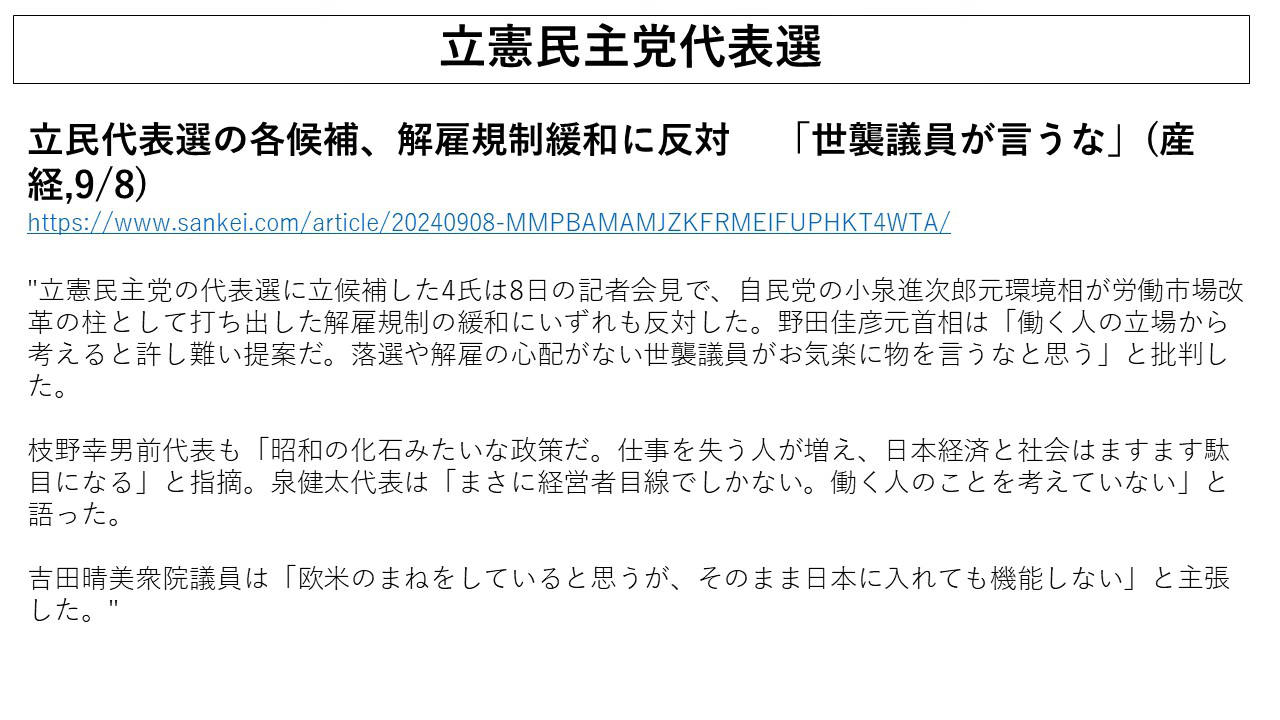 立憲民主党代表選
立民代表選の各候補、解雇規制緩和に反対　「世襲議員が言うな」(産
経,9/8)
https://www.sankei.com/article/20240908-MMPBAMAMJZKFRMEIFUPHKT4WTA/
"立憲民主党の代表選に立候補した4氏は8日の記者会見で、自民党の小泉進次郎元環境相が労働市場改
革の柱として打ち出した解雇規制の緩和にいずれも反対した。野田佳彦元首相は「働く人の立場から
考えると許し難い提案だ。落選や解雇の心配がない世襲議員がお気楽に物を言うなと思う」と批判し
た。
枝野幸男前代表も「昭和の化石みたいな政策だ。仕事を失う人が増え、日本経済と社会はますます駄
目になる」と指摘。泉健太代表は「まさに経営者目線でしかない。働く人のことを考えていない」と
語った。
吉田晴美衆院議員は「欧米のまねをしていると思うが、そのまま日本に入れても機能しない」と主張
した。"